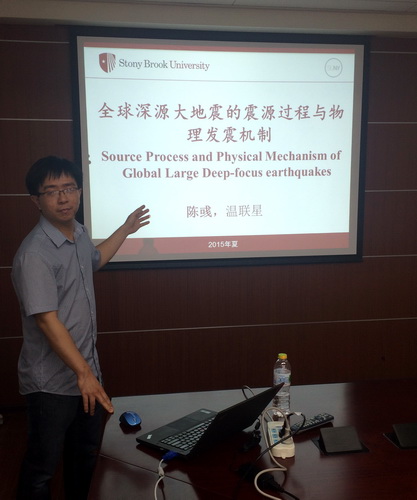 Stony Brook University
全球深源大地震的震源过程与物
理发震机制
Source Process and Physical Mechanism of
Global Large Deep-focus earthquakes
陈彧，温联星
2015年夏